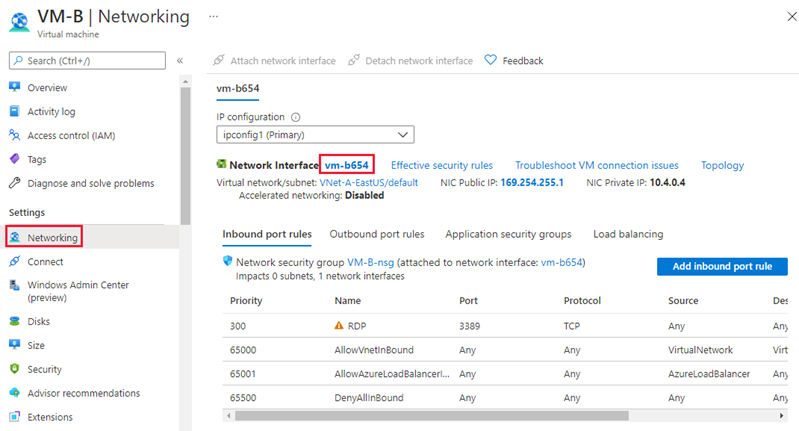 VM-B | Networking ...
Virtual machine
Search (Ctrl+/)
«
Overview
Activity log
Access control (IAM)
Tags
Diagnose and solve problems
Settings
Networking
Connect
Windows Admin Center
(preview)
Disks
Size
Security
Advisor recommendations
Extensions
Attach network interface Detach network interface Feedback
vm-b654
IP configuration
ipconfig1 (Primary)
Network Interface: vm-b654 Effective security rules Troubleshoot VM connection issues Topology
Virtual network/subnet: VNet-A-EastUS/default NIC Public IP: 169.254.255.1 NIC Private IP: 10.4.0.4
Accelerated networking: Disabled
Inbound port rules Outbound port rules Application security groups Load balancing
Network security group VM-B-nsg (attached to network interface: vm-b654)
Impacts 0 subnets, 1 network interfaces
Add inbound port rule
Priority Name Port Protocol Source Des
300 RDP 3389 TCP Any Any
65000 AllowVnetInBound Any Any VirtualNetwork Virt
65001 AllowAzureLoadBalancerI... Any Any AzureLoadBalancer Any
65500 DenyAllInBound Any Any Any Any